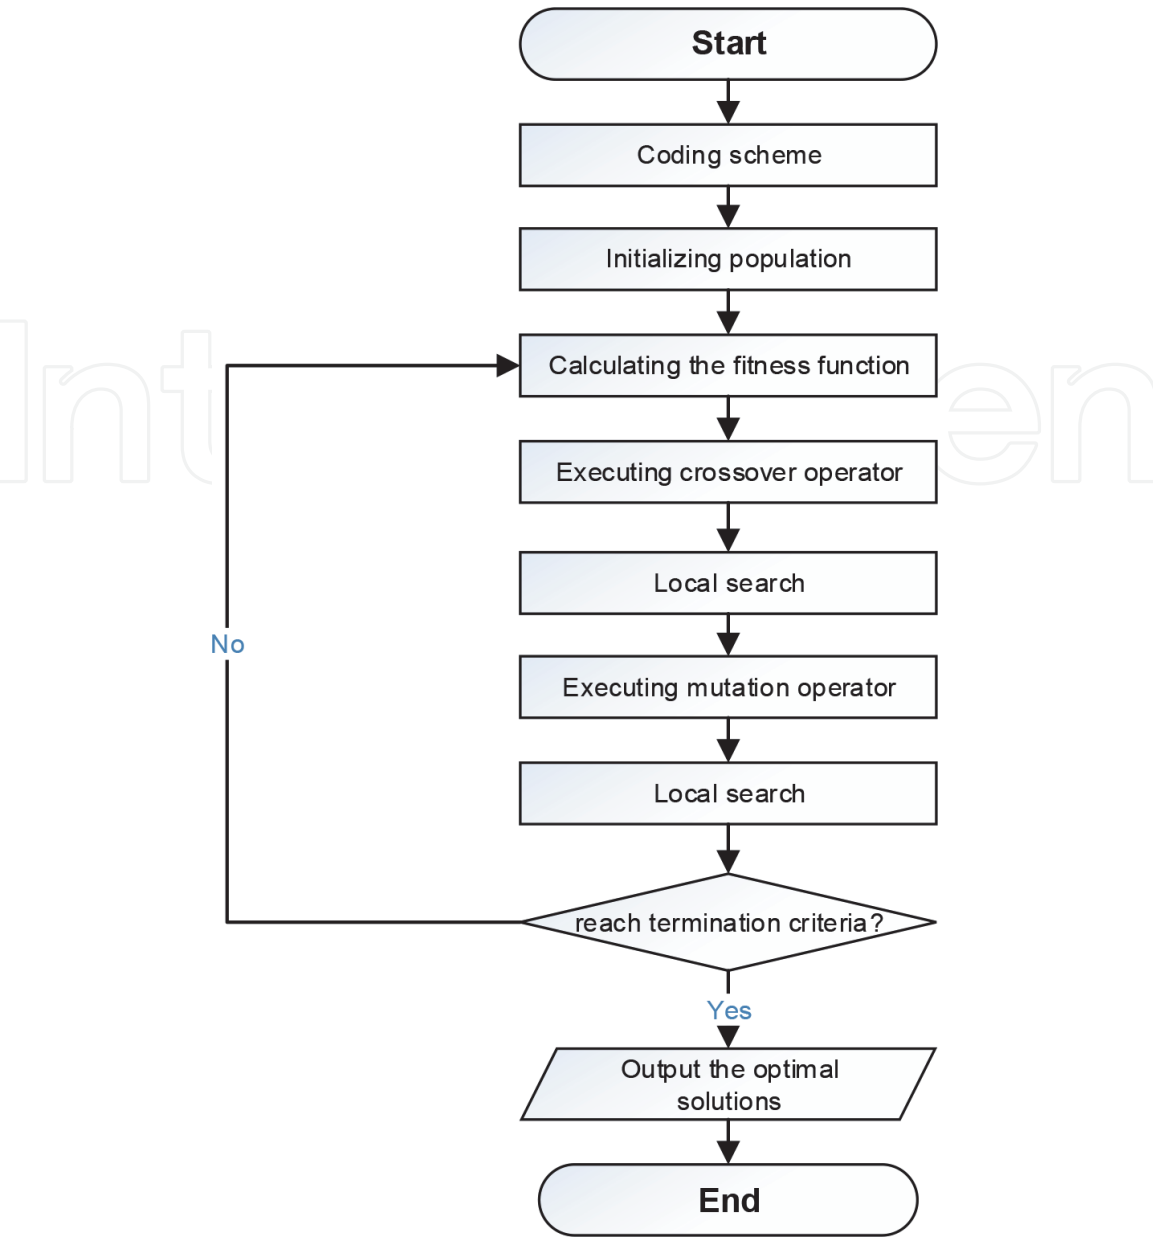 Start
Coding scheme
Initializing population
Calculating the fitness function
Executing crossover operator
Local search
No
Executing mutation operator
Local search
reach termination criteria?
Yes
Output the optimal
solutions
End